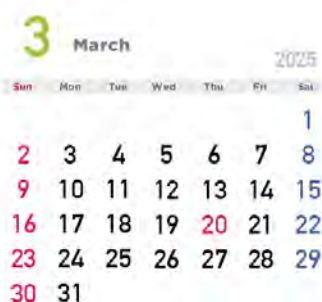 3 March
2025
Sun Mon Tue Wed Thu Fri Sat
1
2 3 4 5 6 7 8
9 10 11 12 13 14 15
16 17 18 19 20 21 22
23 24 25 26 27 28 29
30 31